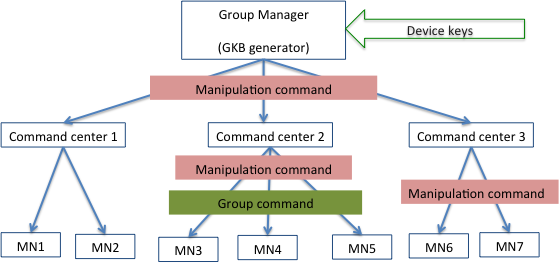 Group Manager
(GKB generator)
Device keys
Manipulation command
Command center 1
Command center 2
Command center 3
Manipulation command
Manipulation command
Group command
MN1
MN2
MN3
MN4
MN5
MN6
MN7